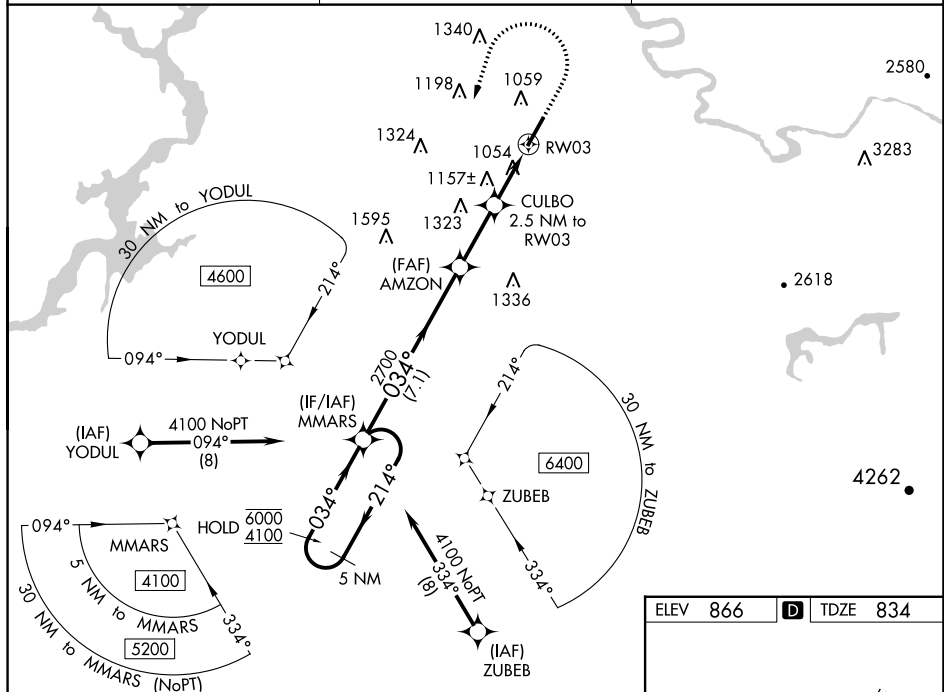 1340
1198
1059
2580
1324
1054
RW03
3283
1157±
CULBO
2.5 NM to
RW03
1323
1595
30 NM to YODUL
4600
214°
(FAF)
AMZON
1336
2618
YODUL
094°
2700
034°
(7.1)
214°
30 NM to ZUBEB
(IF/IAF)
MMARS
(IAF)
YODUL
4100 NoPT
094°
(8)
6400
ZUBEB
4262
034°
214°
HOLD
6000
4100
5 NM
334°
094°
MMARS
4100
5 NM to MMARS
334°
5200
30 NM to MMARS (NoPT)
4100 NoPT
334°
(8)
(IAF)
ZUBEB
ELEV 866 D TDZE 834